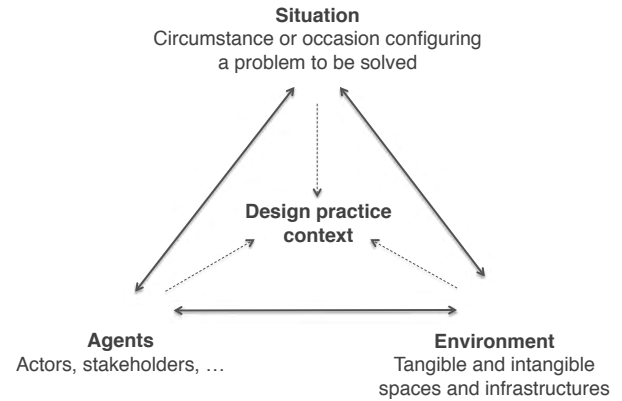 Situation
Circumstance or occasion configuring
a problem to be solved
Design practice
context
Agents
Actors, stakeholders, …
Environment
Tangible and intangible
spaces and infrastructures